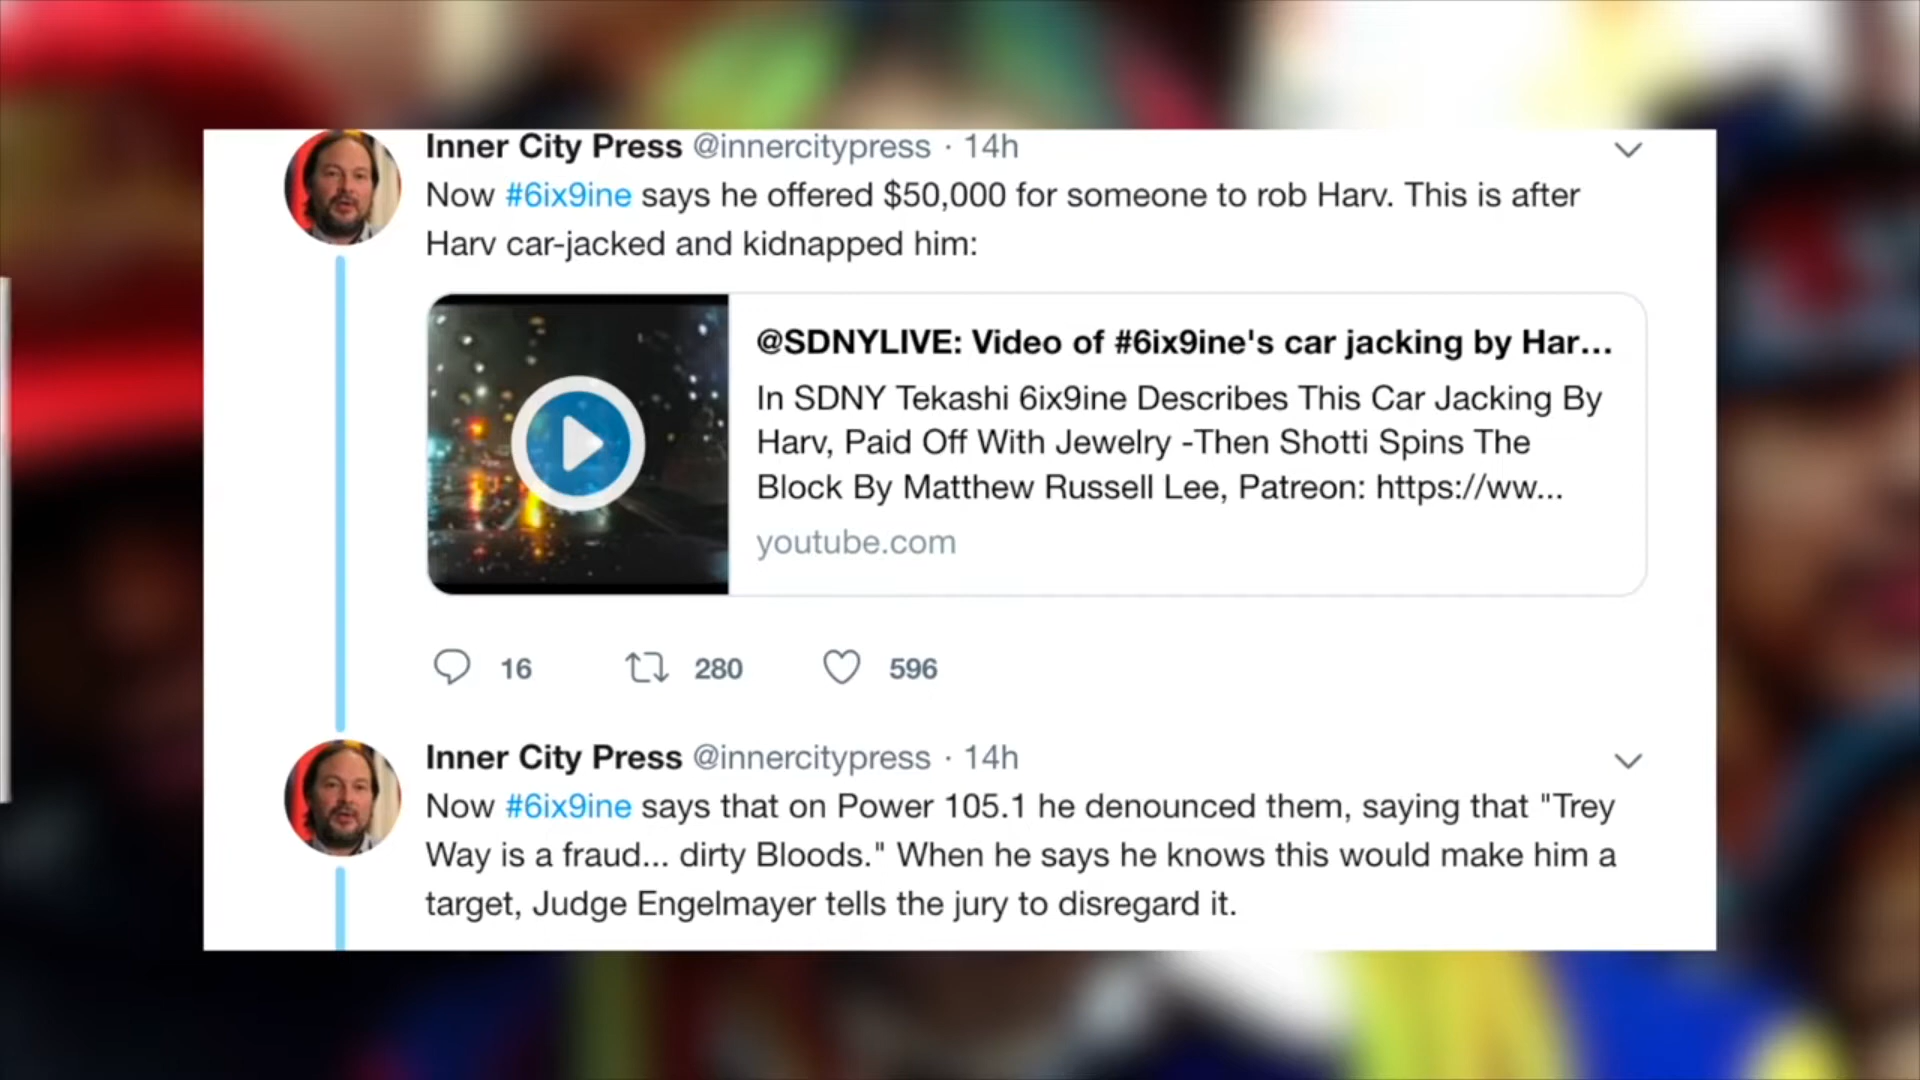 Inner City Press @innercitypress · 14h
Now #6ix9ine says he offered $50,000 for someone to rob Harv. This is after
Harv car-jacked and kidnapped him:
@SDNYLIVE: Video of #6ix9ine's car jacking by Har...
In SDNY Tekashi 6ix9ine Describes This Car Jacking By
Harv, Paid Off With Jewelry -Then Shotti Spins The
Block By Matthew Russell Lee, Patreon: https://ww...
youtube.com
16 280 596
Inner City Press @innercitypress · 14h
Now #6ix9ine says that on Power 105.1 he denounced them, saying that "Trey
Way is a fraud... dirty Bloods." When he says he knows this would make him a
target, Judge Engelmayer tells the jury to disregard it.